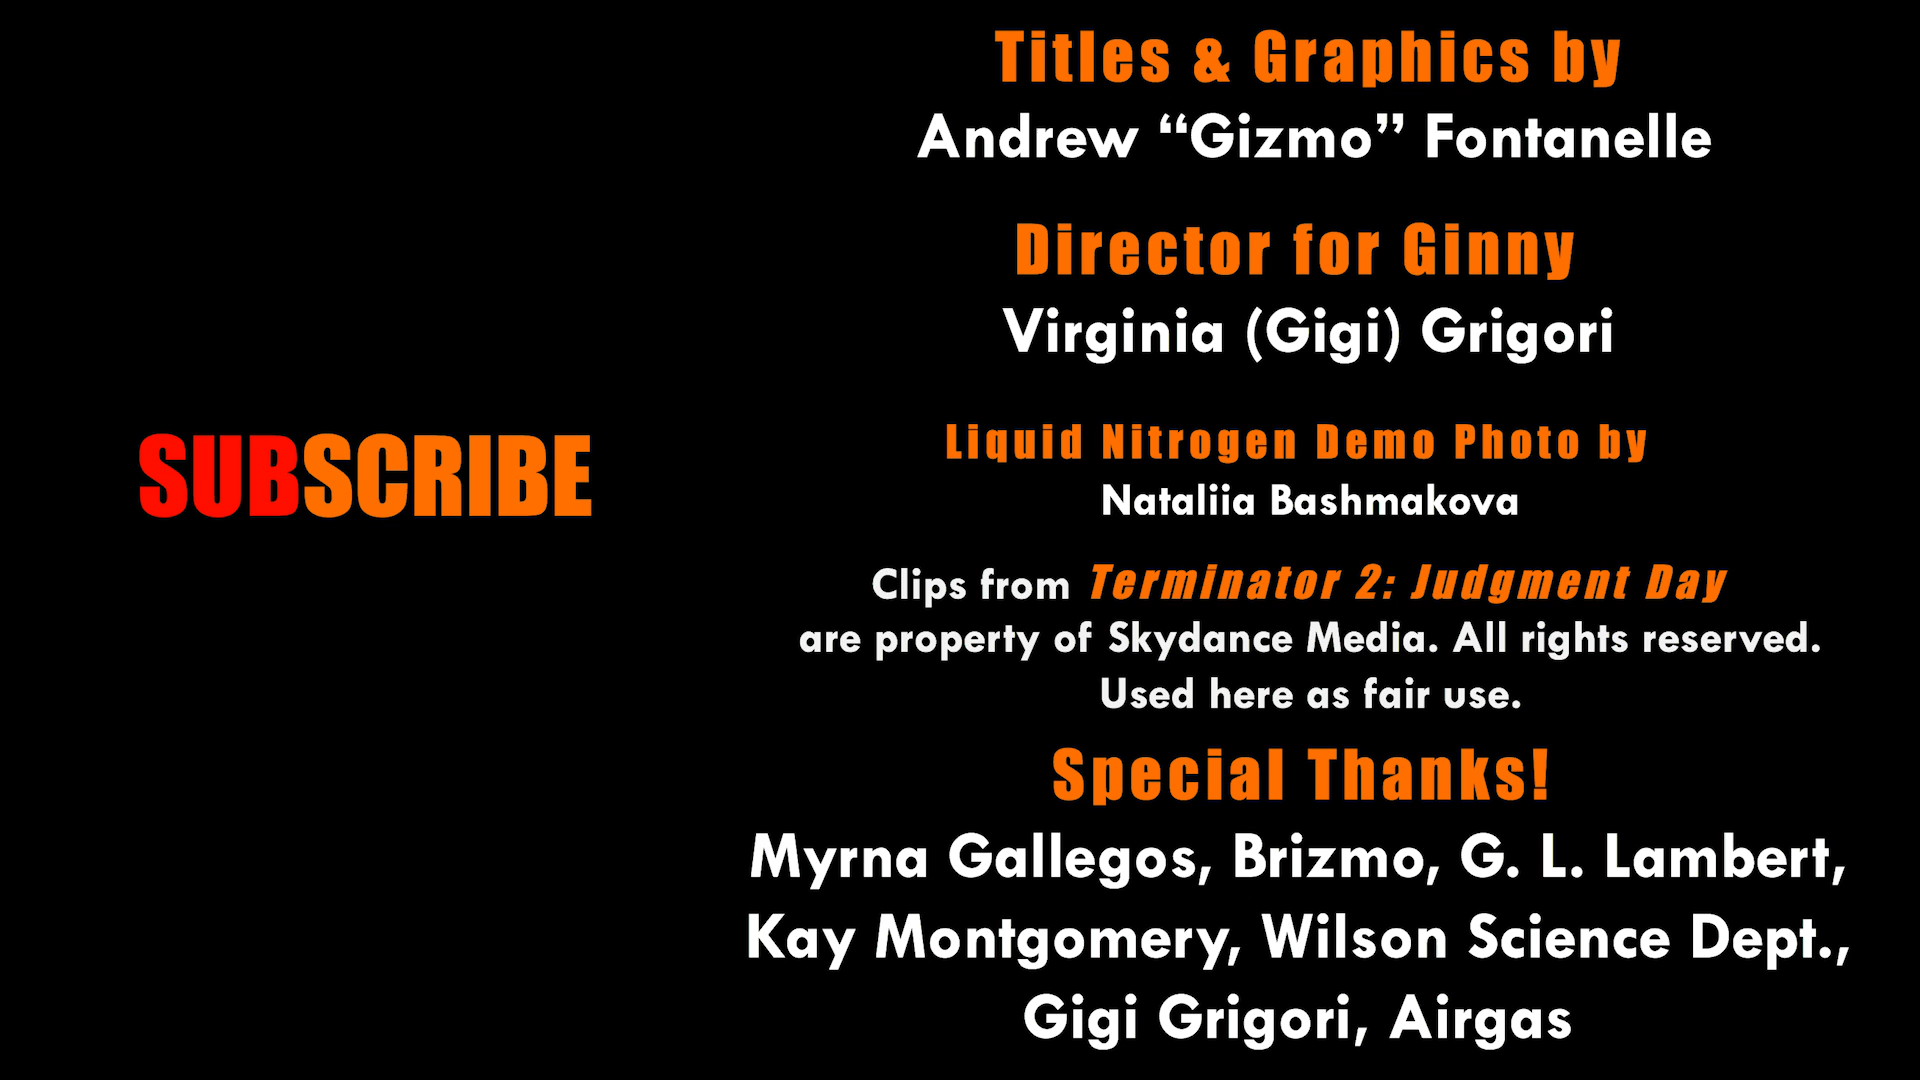 Titles & Graphics by
Andrew “Gizmo” Fontanelle
Director for Ginny
Virginia (Gigi) Grigori
SUBSCRIBE
Liquid Nitrogen Demo Photo by
Nataliia Bashmakova
Clips from Terminator 2: Judgment Day
are property of Skydance Media. All rights reserved.
Used here as fair use.
Special Thanks!
Myrna Gallegos, Brizmo, G. L. Lambert,
Kay Montgomery, Wilson Science Dept.,
Gigi Grigori, Airgas